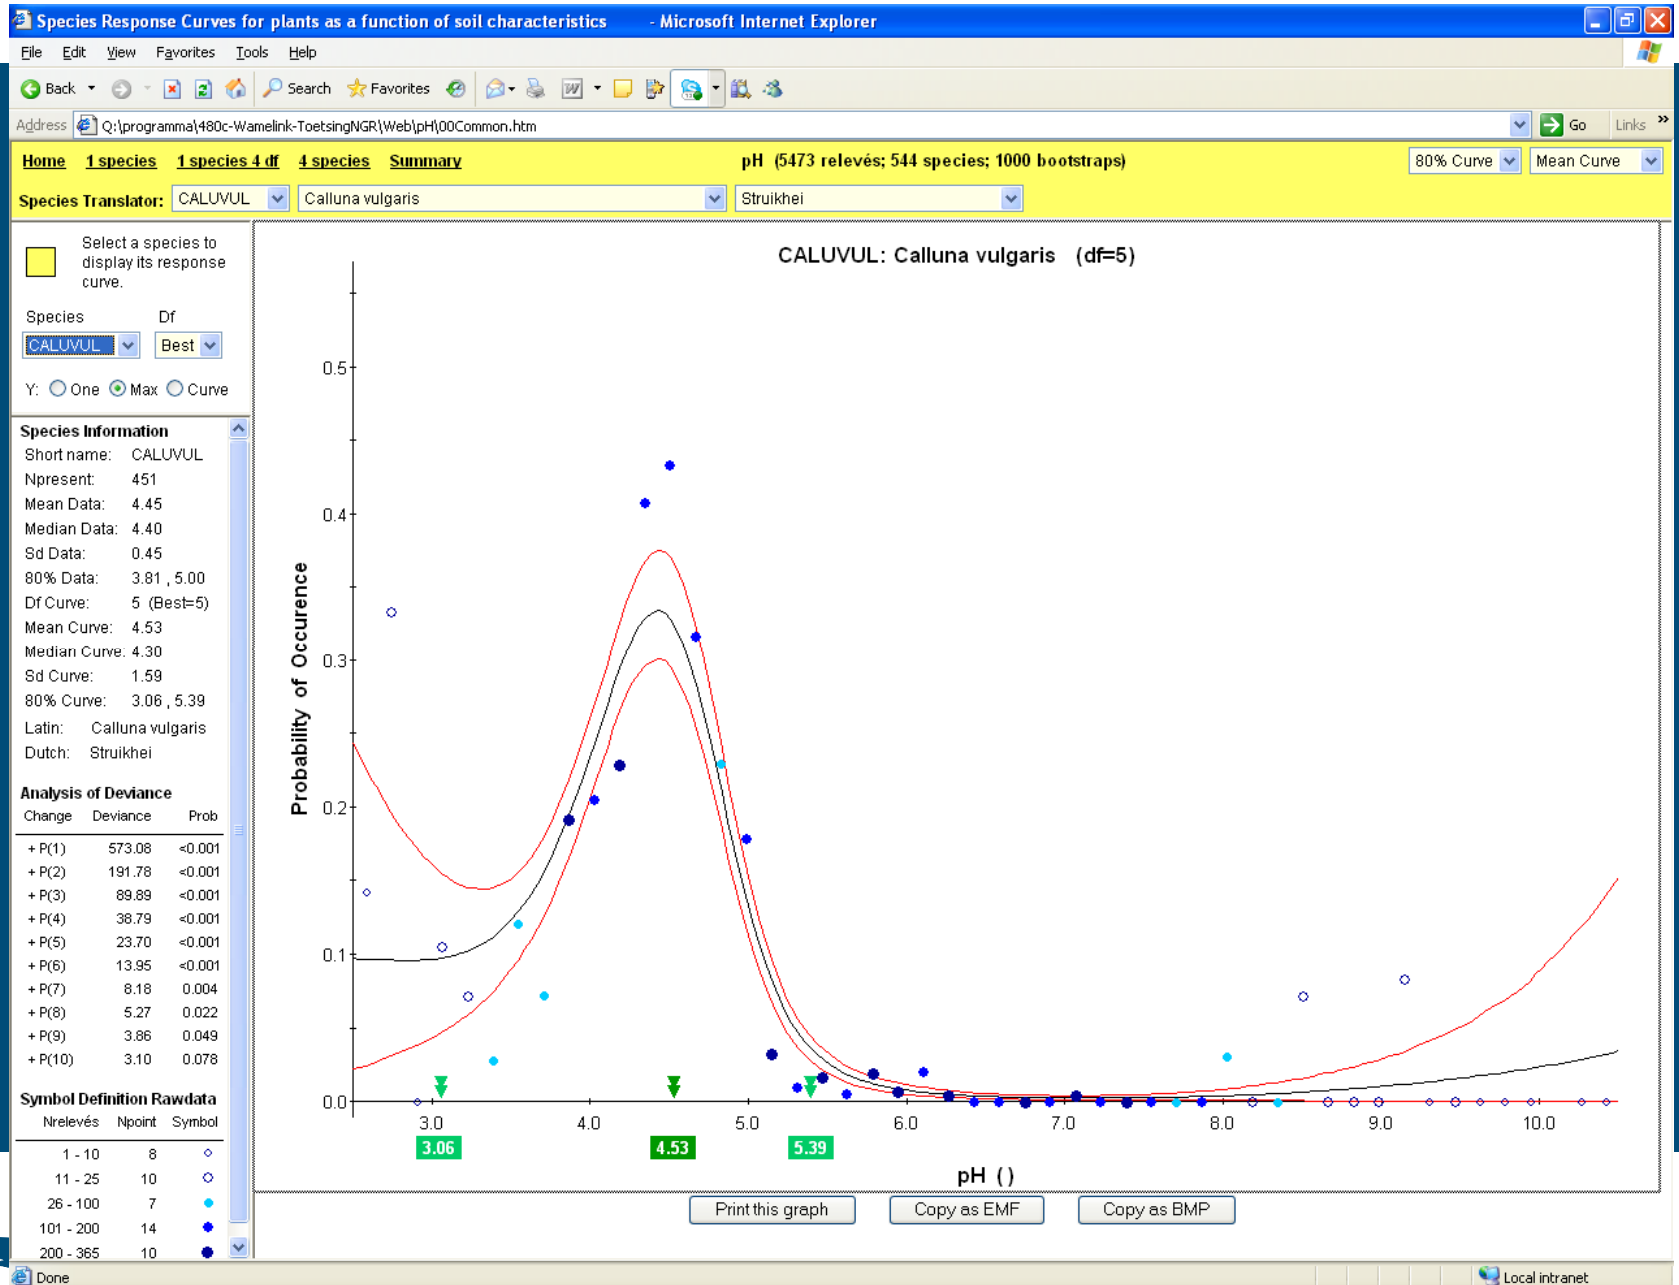 Species Response Curves for plants as a function of soil characteristics - Microsoft Internet Explorer
File Edit View Favorites Tools Help
Back Search Favorites
Address Q:\programma\480c-Wamelink-ToetsingNGR\Web\pH\00Common.htm Go Links »
Home 1 species 1 species 4 df 4 species Summary pH (5473 relevés; 544 species; 1000 bootstraps) 80% Curve Mean Curve
Species Translator: CALUVUL Calluna vulgaris Struikhei
Select a species to
display its response
curve.
Species Df
CALUVUL Best
Y: One Max Curve
Species Information
Short name: CALUVUL
Npresent: 451
Mean Data: 4.45
Median Data: 4.40
Sd Data: 0.45
80% Data: 3.81 , 5.00
Df Curve: 5 (Best=5)
Mean Curve: 4.53
Median Curve: 4.30
Sd Curve: 1.59
80% Curve: 3.06 , 5.39
Latin: Calluna vulgaris
Dutch: Struikhei
Analysis of Deviance
Change Deviance Prob
+ P(1) 573.08 <0.001
+ P(2) 191.78 <0.001
+ P(3) 89.89 <0.001
+ P(4) 38.79 <0.001
+ P(5) 23.70 <0.001
+ P(6) 13.95 <0.001
+ P(7) 8.18 0.004
+ P(8) 5.27 0.022
+ P(9) 3.86 0.049
+ P(10) 3.10 0.078
Symbol Definition Rawdata
Nrelevés Npoint Symbol
1 - 10 8
11 - 25 10
26 - 100 7
101 - 200 14
200 - 365 10
CALUVUL: Calluna vulgaris (df=5)
Probability of Occurence
0.5
0.4
0.3
0.2
0.1
0.0
3.0 4.0 5.0 6.0 7.0 8.0 9.0 10.0
3.06 4.53 5.39
pH ()
Print this graph Copy as EMF Copy as BMP
Done Local intranet